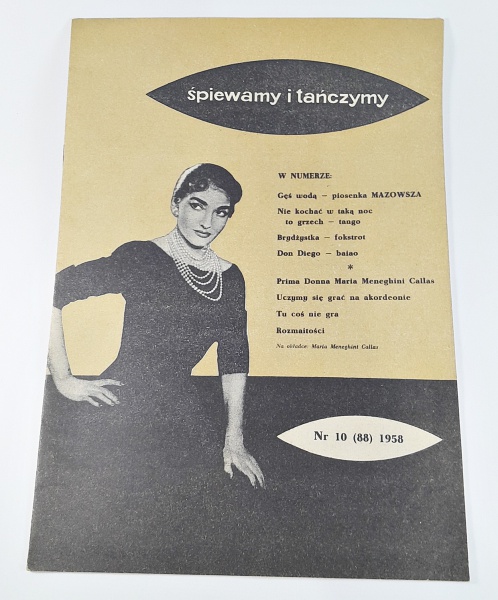 śpiewamy i tańczymy
W NUMERZE:
Gęś wodą — piosenka MAZOWSZA
Nie kochać w taką noc
to grzech — tango
Brydżystka — fokstrot
Don Diego — baiao
*
Prima Donna Maria Meneghini Callas
Uczymy się grać na akordeonie
Tu coś nie gra
Rozmaitości
Na okładce: Maria Meneghini Callas
Nr 10 (88) 1958